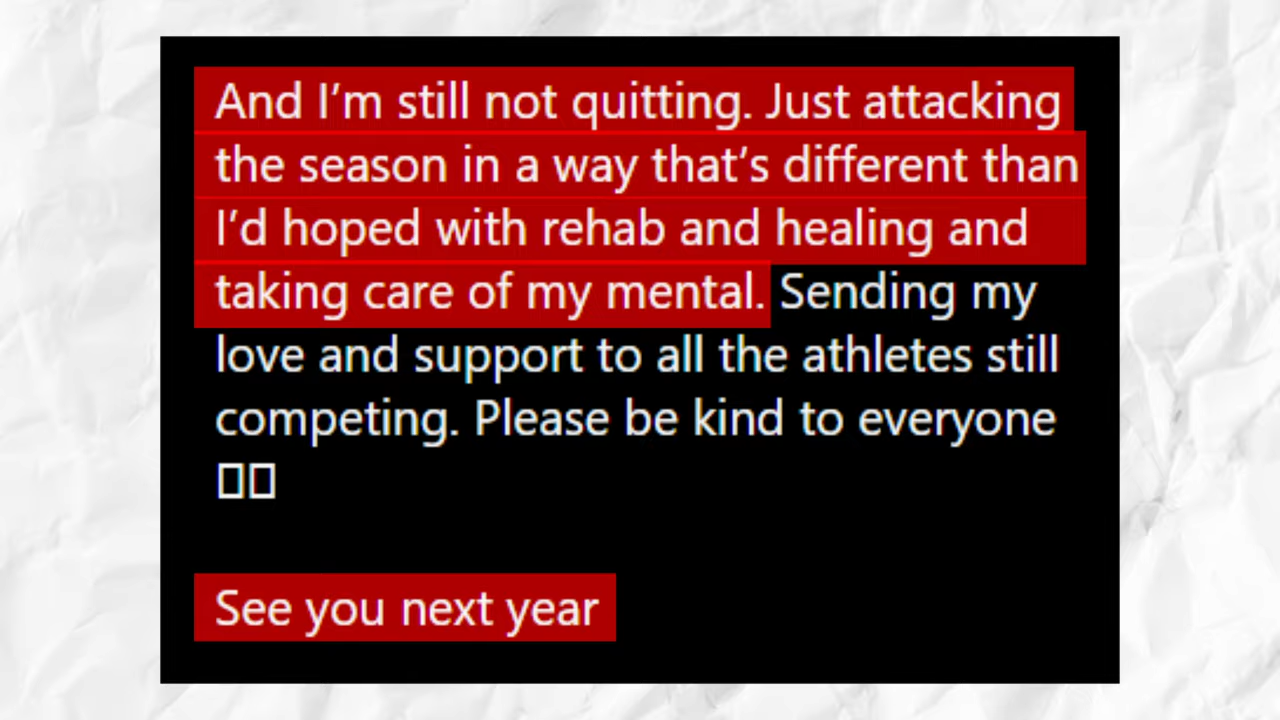 And I’m still not quitting. Just attacking
the season in a way that’s different than
I’d hoped with rehab and healing and
taking care of my mental. Sending my
love and support to all the athletes still
competing. Please be kind to everyone
▯▯
See you next year